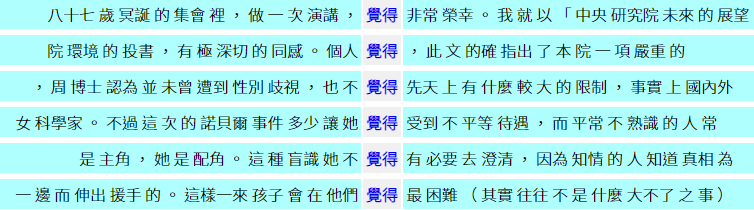 八十七歲冥誕的集會裡，做一次演講，覺得非常榮幸。我就以「中央研究院未來的展望
院環境的投書，有極深切的同感。個人覺得，此文的確指出了本院一項嚴重的
，周博士認為並未曾遭到性別歧視，也不覺得先天上有什麼較大的限制，事實上國內外
女科學家。不過這次的諾貝爾事件多少讓她覺得受到不平等待遇，而平常不熟識的人常
是主角，她是配角。這種盲識她不覺得有必要去澄清，因為知情的人知道真相為
一邊而伸出援手的。這樣一來孩子會在他們覺得最困難（其實往往不是什麼大不了之事）